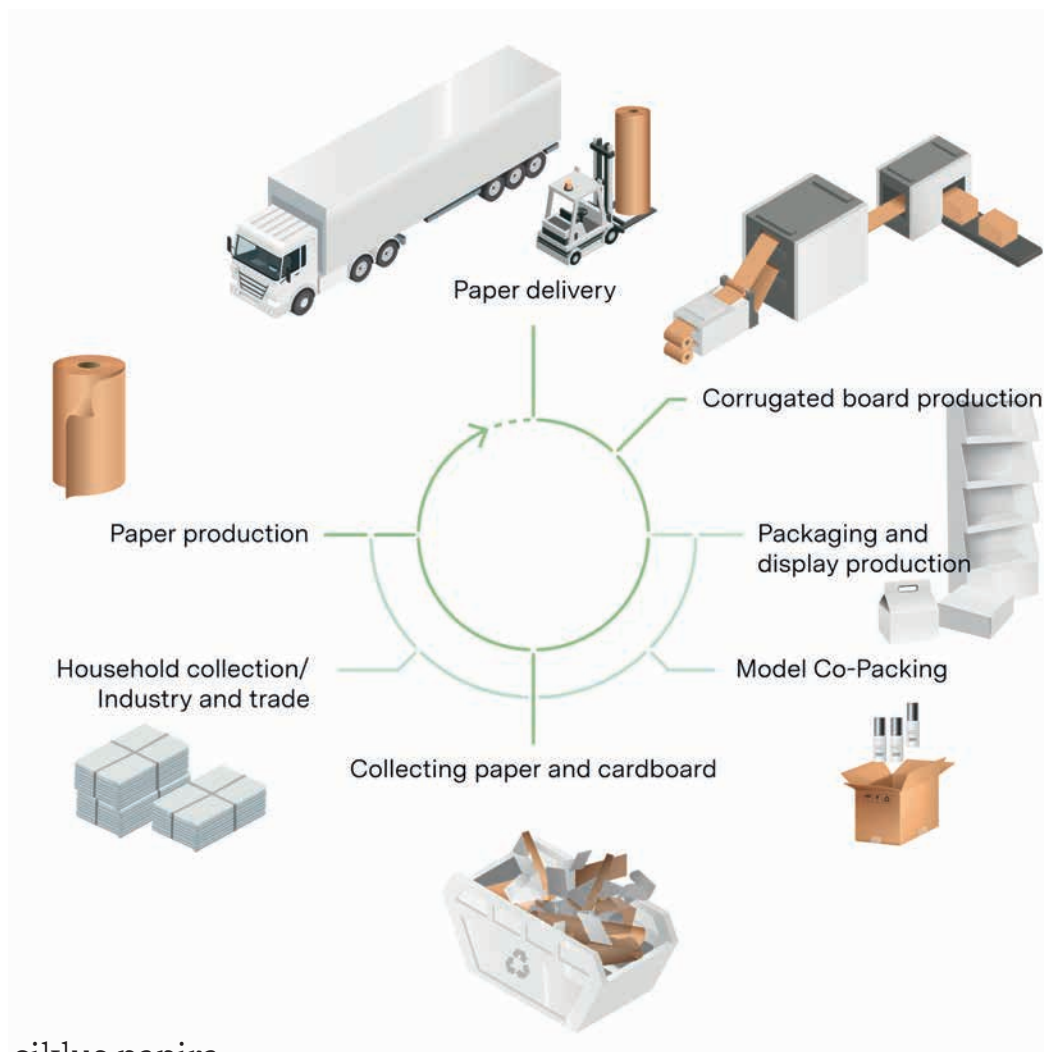 Paper delivery
Corrugated board production
Paper production
Packaging and
display production
Household collection/
Industry and trade
Model Co-Packing
Collecting paper and cardboard